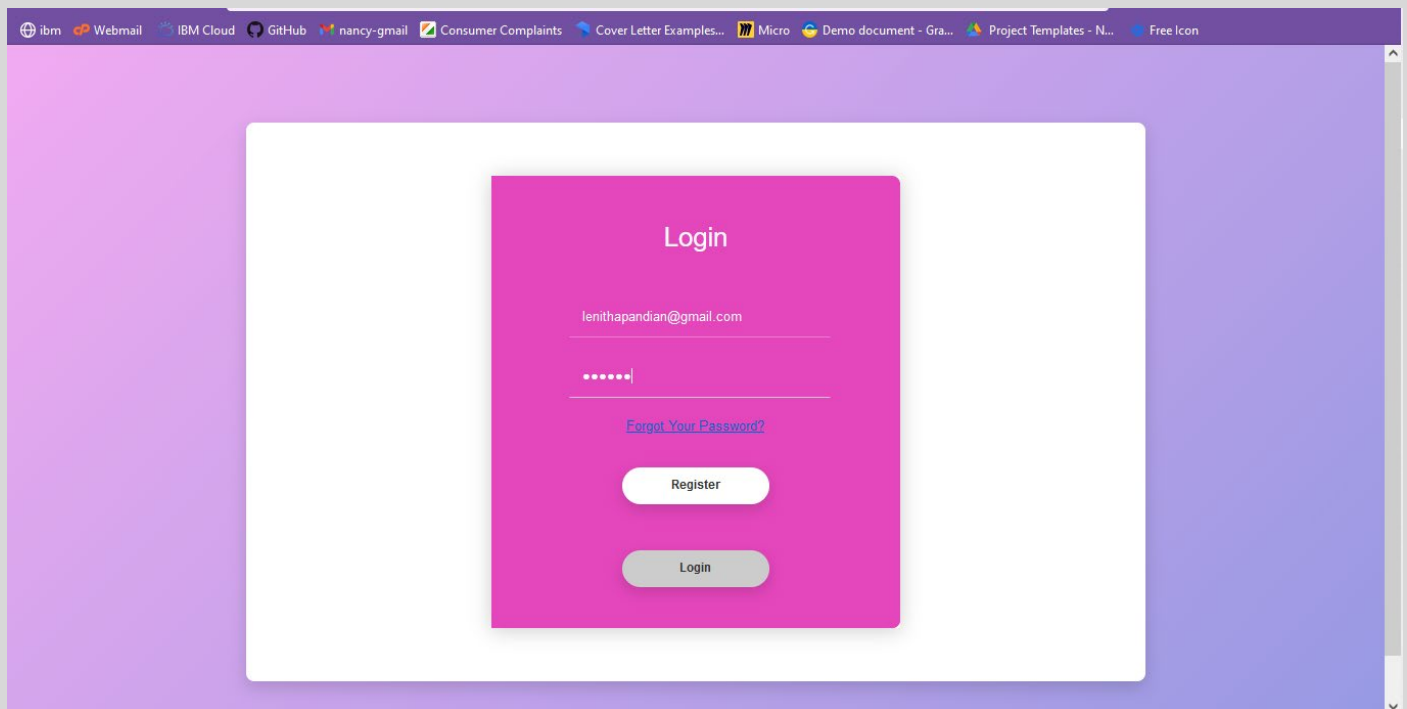 ibm Webmail IBM Cloud GitHub nancy-gmail Consumer Complaints Cover Letter Examples... Micro Demo document - Gra... Project Templates - N... Free Icon
Login
lenithapandian@gmail.com
••••••
Forgot Your Password?
Register
Login